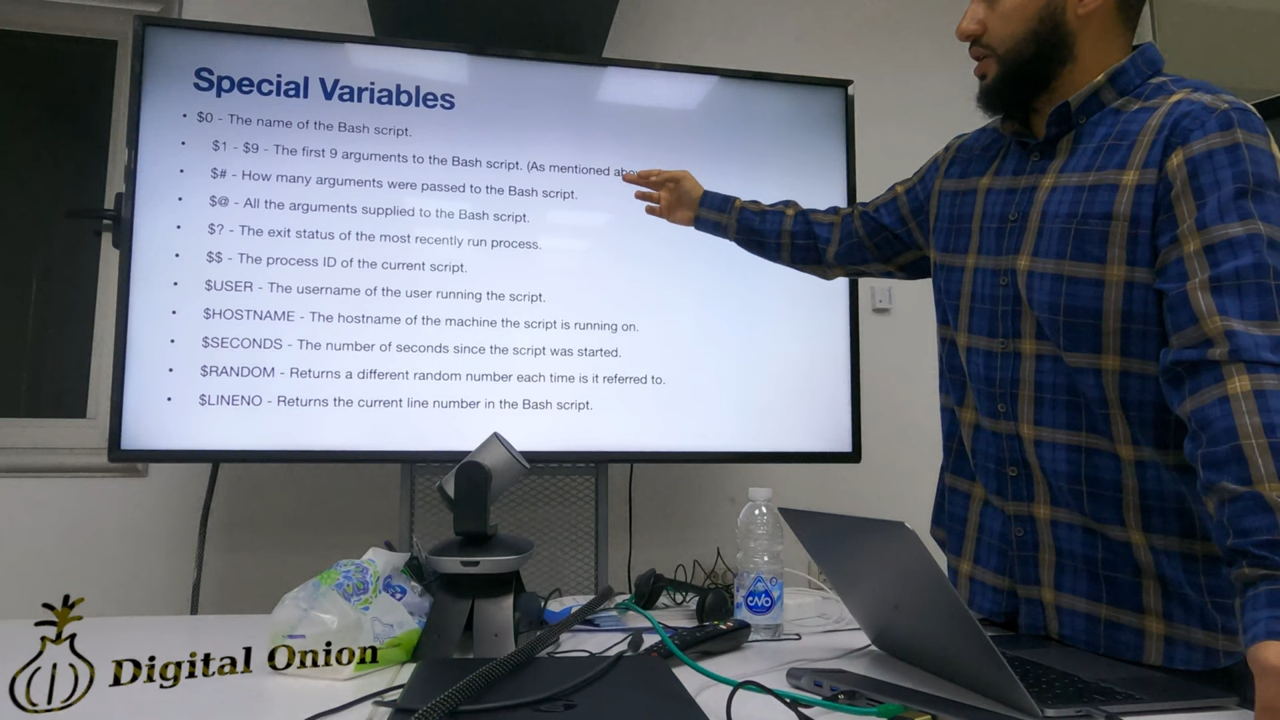 Special Variables
• $0 - The name of the Bash script.
• $1 - $9 - The first 9 arguments to the Bash script. (As mentioned
• $# - How many arguments were passed to the Bash script.
• $@ - All the arguments supplied to the Bash script.
• $? - The exit status of the most recently run process.
• $$ - The process ID of the current script.
• $USER - The username of the user running the script.
• $HOSTNAME - The hostname of the machine the script is running on.
• $SECONDS - The number of seconds since the script was started.
• $RANDOM - Returns a different random number each time is it referred to.
• $LINENO - Returns the current line number in the Bash script.
Digital Onion